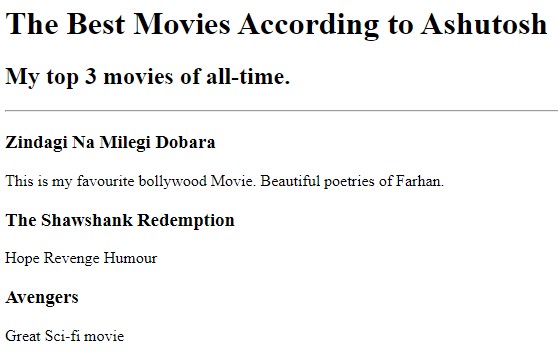 The Best Movies According to Ashutosh
My top 3 movies of all-time.
Zindagi Na Milegi Dobara
This is my favourite bollywood Movie. Beautiful poetries of Farhan.
The Shawshank Redemption
Hope Revenge Humour
Avengers
Great Sci-fi movie